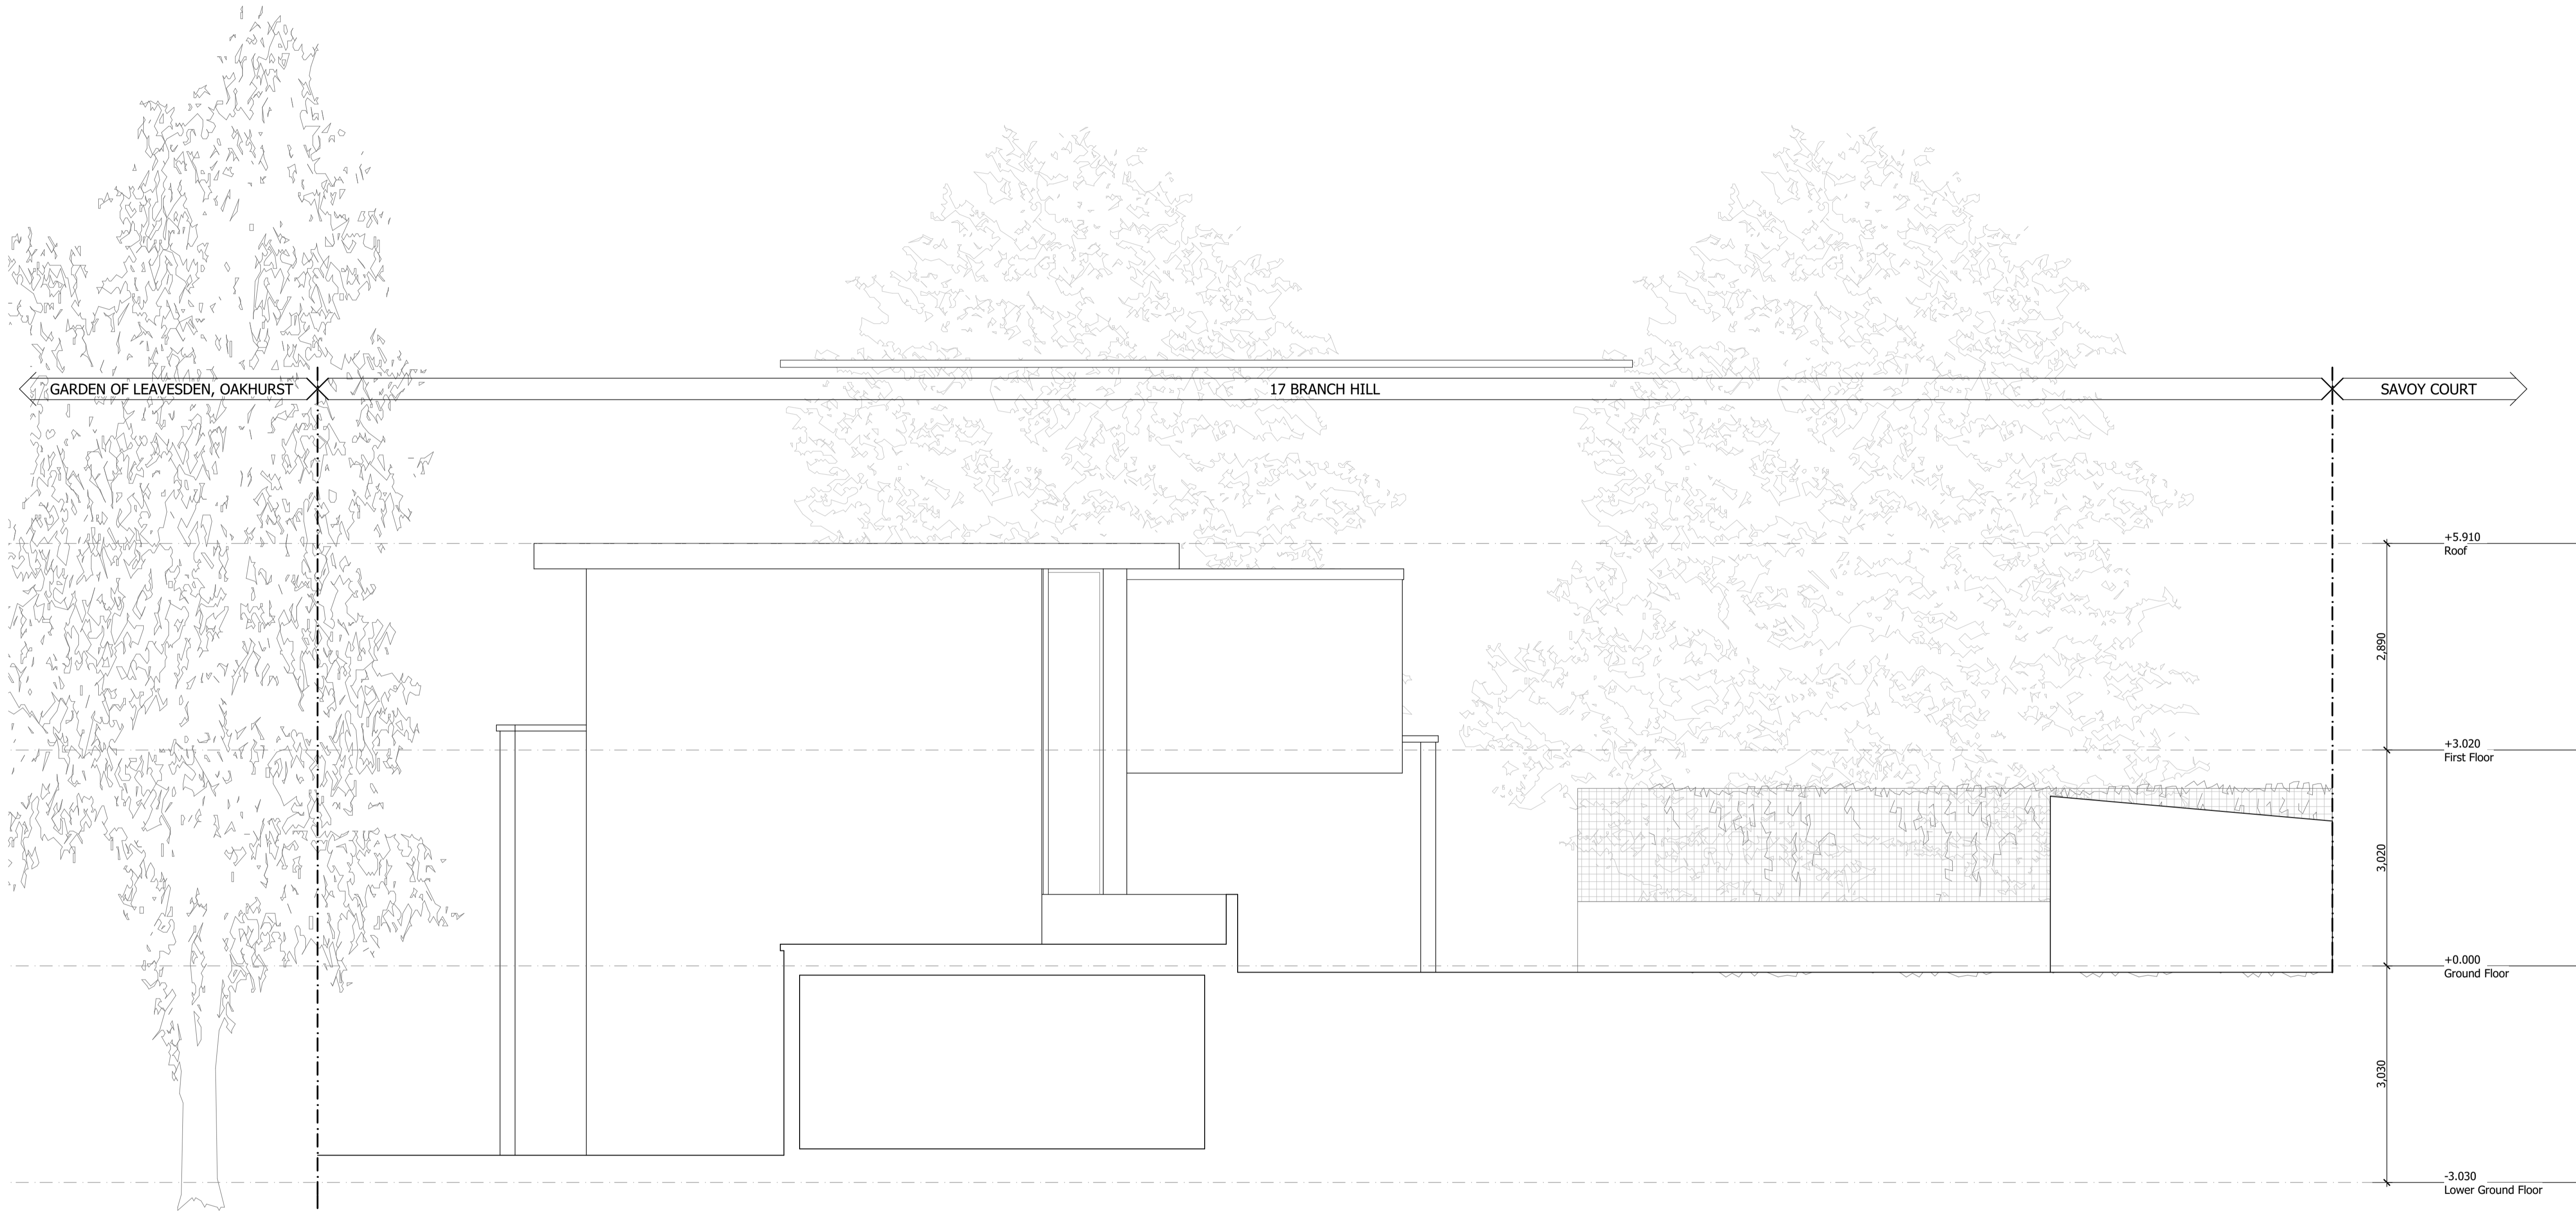 GARDEN OF LEAVESDEN, OAKHURST
17 BRANCH HILL
SAVOY COURT
+5.910
Roof
2,890
+3.020
First Floor
3,020
+0.000
Ground Floor
3,030
-3.030
Lower Ground Floor